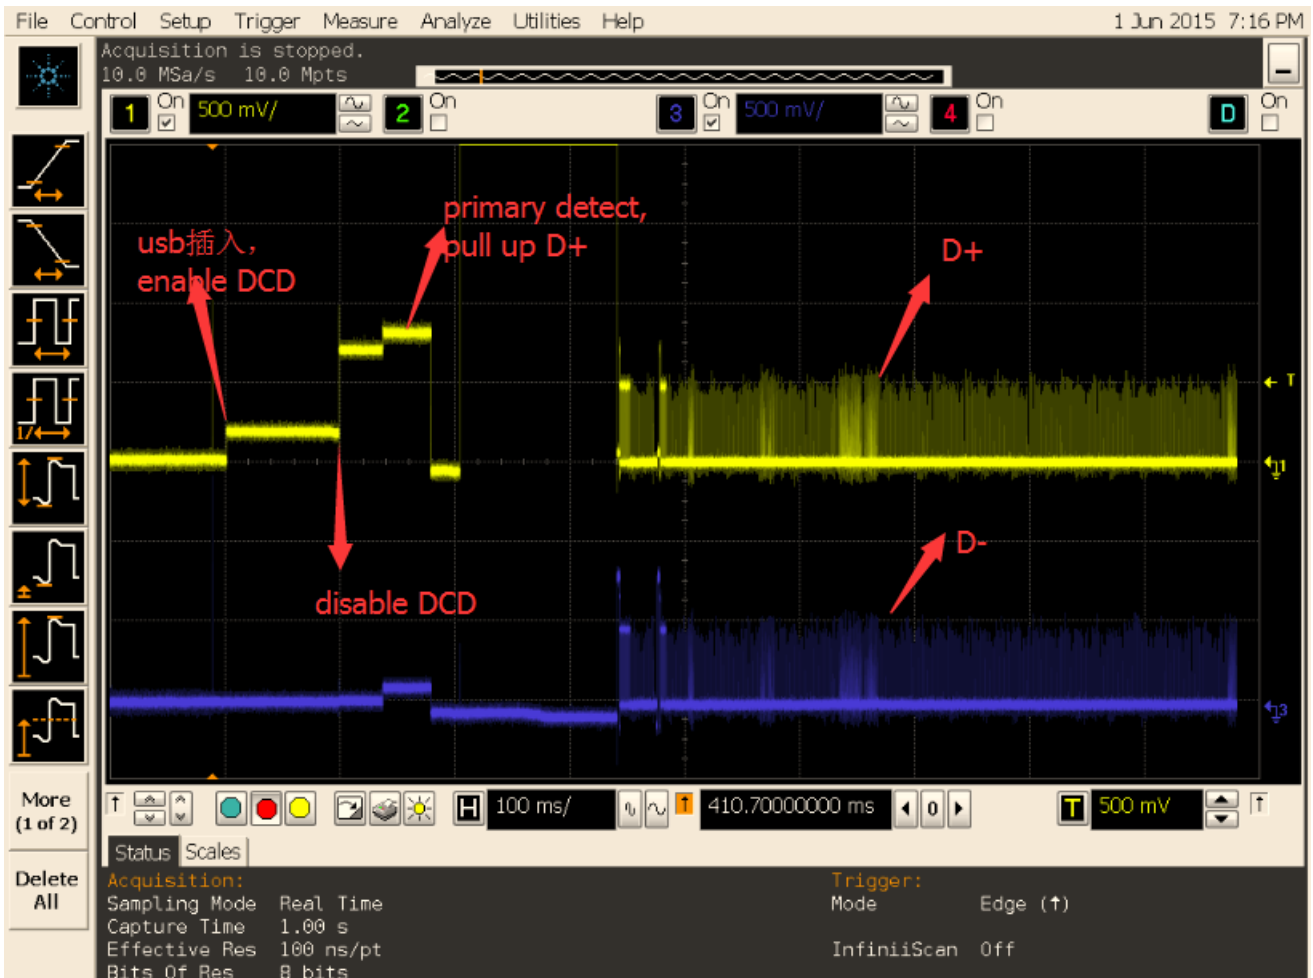 File Control Setup Trigger Measure Analyze Utilities Help 1 Jun 2015 7:16 PM
Acquisition is stopped.
10.0 MSa/s 10.0 Mpts
1 On 500 mV/ 2 On 3 On 500 mV/ 4 On D On
primary detect,
pull up D+
usb插入,
enable DCD
D+
T
1/
1
D-
disable DCD
3
More
(1 of 2)
H 100 ms/ 410.70000000 ms 0 T 500 mV
Status Scales
Delete
All
Acquisition: Trigger:
Sampling Mode Real Time Mode Edge (↑)
Capture Time 1.00 s
Effective Res 100 ns/pt InfiniiScan Off
Bits Of Res 8 bits